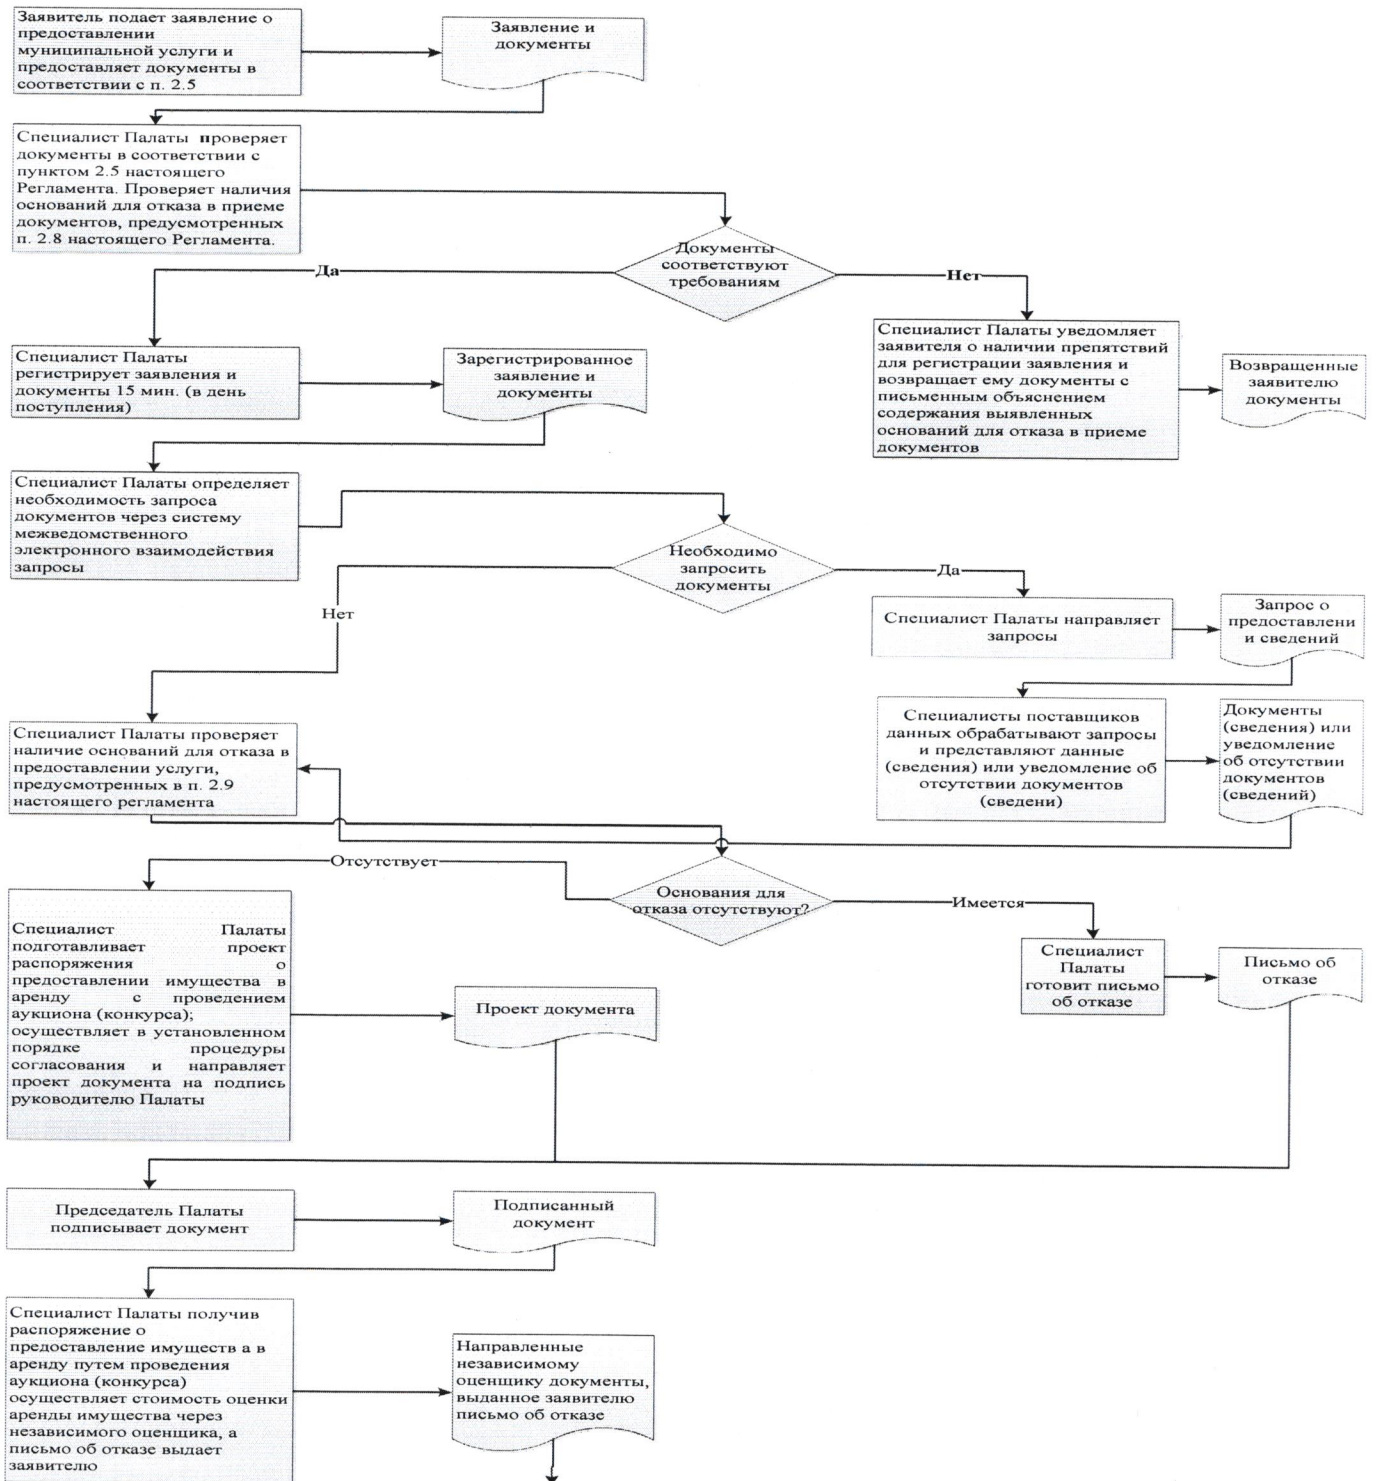 Заявитель подает заявление о
предоставлении
муниципальной услуги и
предоставляет документы в
соответствии с п. 2.5
Заявление и
документы
Специалист Палаты проверяет
документы в соответствии с
пунктом 2.5 настоящего
Регламента. Проверяет наличия
оснований для отказа в приеме
документов, предусмотренных
п. 2.8 настоящего Регламента.
Документы
соответствуют
требованиям
Да
Нет
Специалист Палаты
регистрирует заявления и
документы 15 мин. (в день
поступления)
Зарегистрированное
заявление и
документы
Специалист Палаты уведомляет
заявителя о наличии препятствий
для регистрации заявления и
возвращает ему документы с
письменным объяснением
содержания выявленных
оснований для отказа в приеме
документов
Возвращенные
заявителю
документы
Специалист Палаты определяет
необходимость запроса
документов через систему
межведомственного
электронного взаимодействия
запросы
Необходимо
запросить
документы
Да
Нет
Специалист Палаты направляет
запросы
Запрос о
предоставлени
и сведений
Специалист Палаты проверяет
наличие оснований для отказа в
предоставлении услуги,
предусмотренных в п. 2.9
настоящего регламента
Специалисты поставщиков
данных обрабатывают запросы
и представляют данные
(сведения) или уведомление об
отсутствии документов
(сведени)
Документы
(сведения) или
уведомление
об отсутствии
документов
(сведений)
Отсутствует
Основания для
отказа отсутствуют?
Имеется
Специалист Палаты
подготавливает проект
распоряжения о
предоставлении имущества в
аренду с проведением
аукциона (конкурса);
осуществляет в установленном
порядке процедуры
согласования и направляет
проект документа на подпись
руководителю Палаты
Проект документа
Специалист
Палаты
готовит письмо
об отказе
Письмо об
отказе
Председатель Палаты
подписывает документ
Подписанный
документ
Специалист Палаты получив
распоряжение о
предоставление имуществ а в
аренду путем проведения
аукциона (конкурса)
осуществляет стоимость оценки
аренды имущества через
независимого оценщика, а
письмо об отказе выдает
заявителю
Направленные
независимого
оценщику документы,
выданное заявителю
письмо об отказе